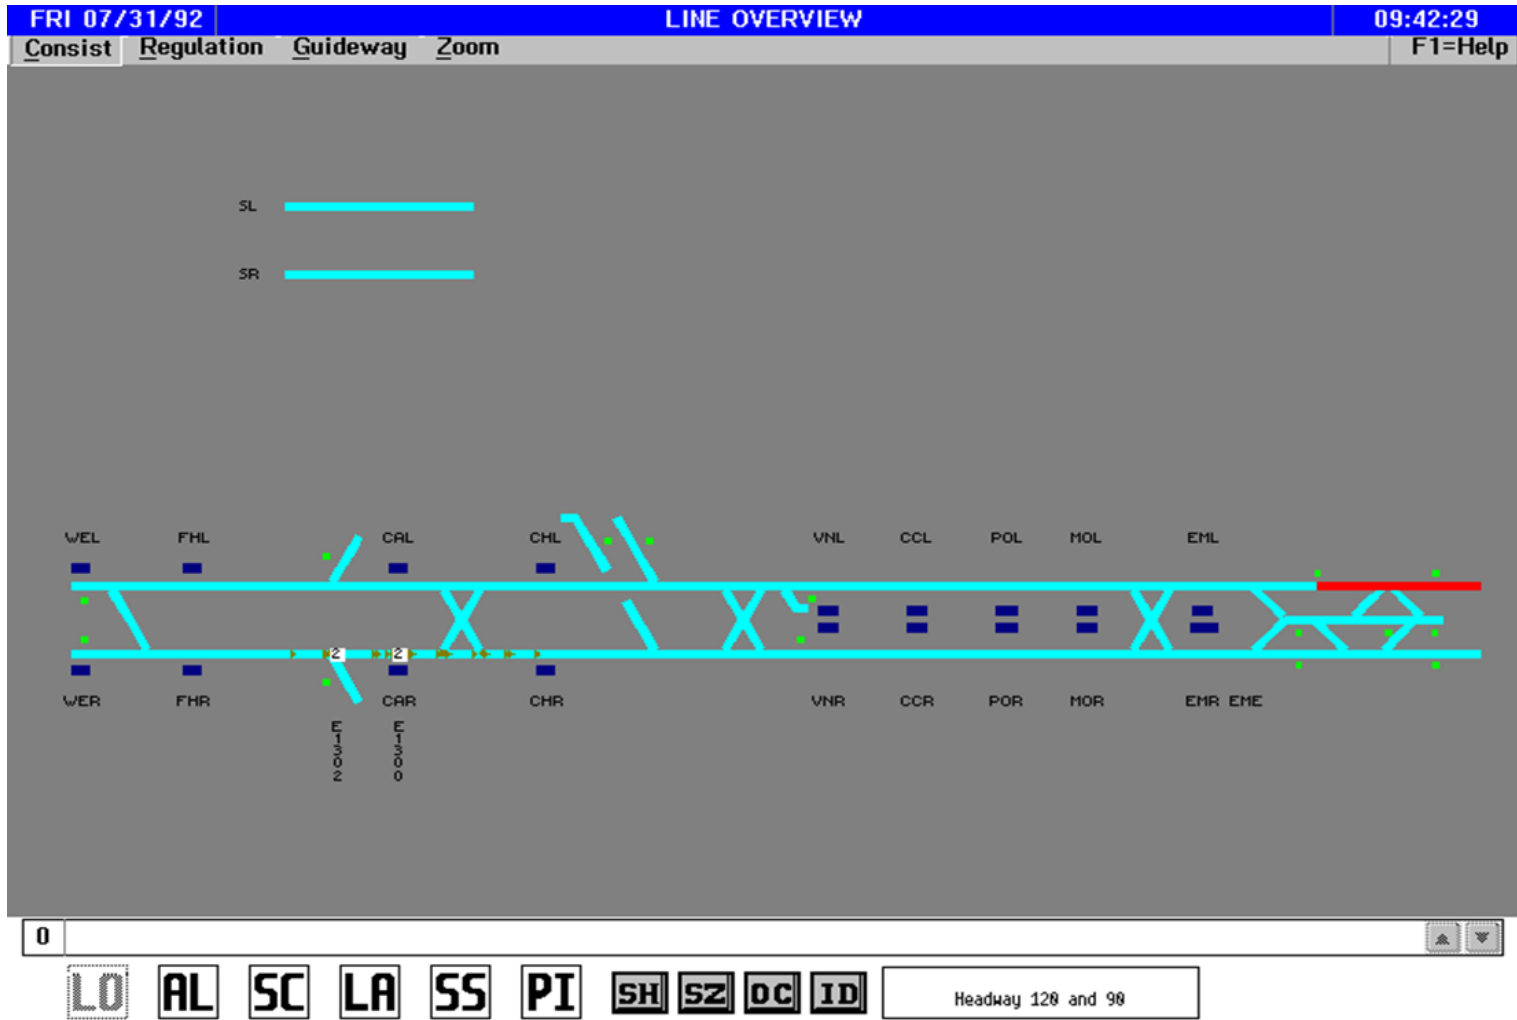 FRI 07/31/92 LINE OVERVIEW 09:42:29
Consist Regulation Guideway Zoom F1=Help
SL
SR
WEL FHL CAL CHL VNL CCL POL MOL EML
2 2
WER FHR CAR CHR VNR CCR POR MOR EMR EME
E1302 E1300
0
LO AL SC LA SS PI SH SZ OC ID Headway 120 and 90